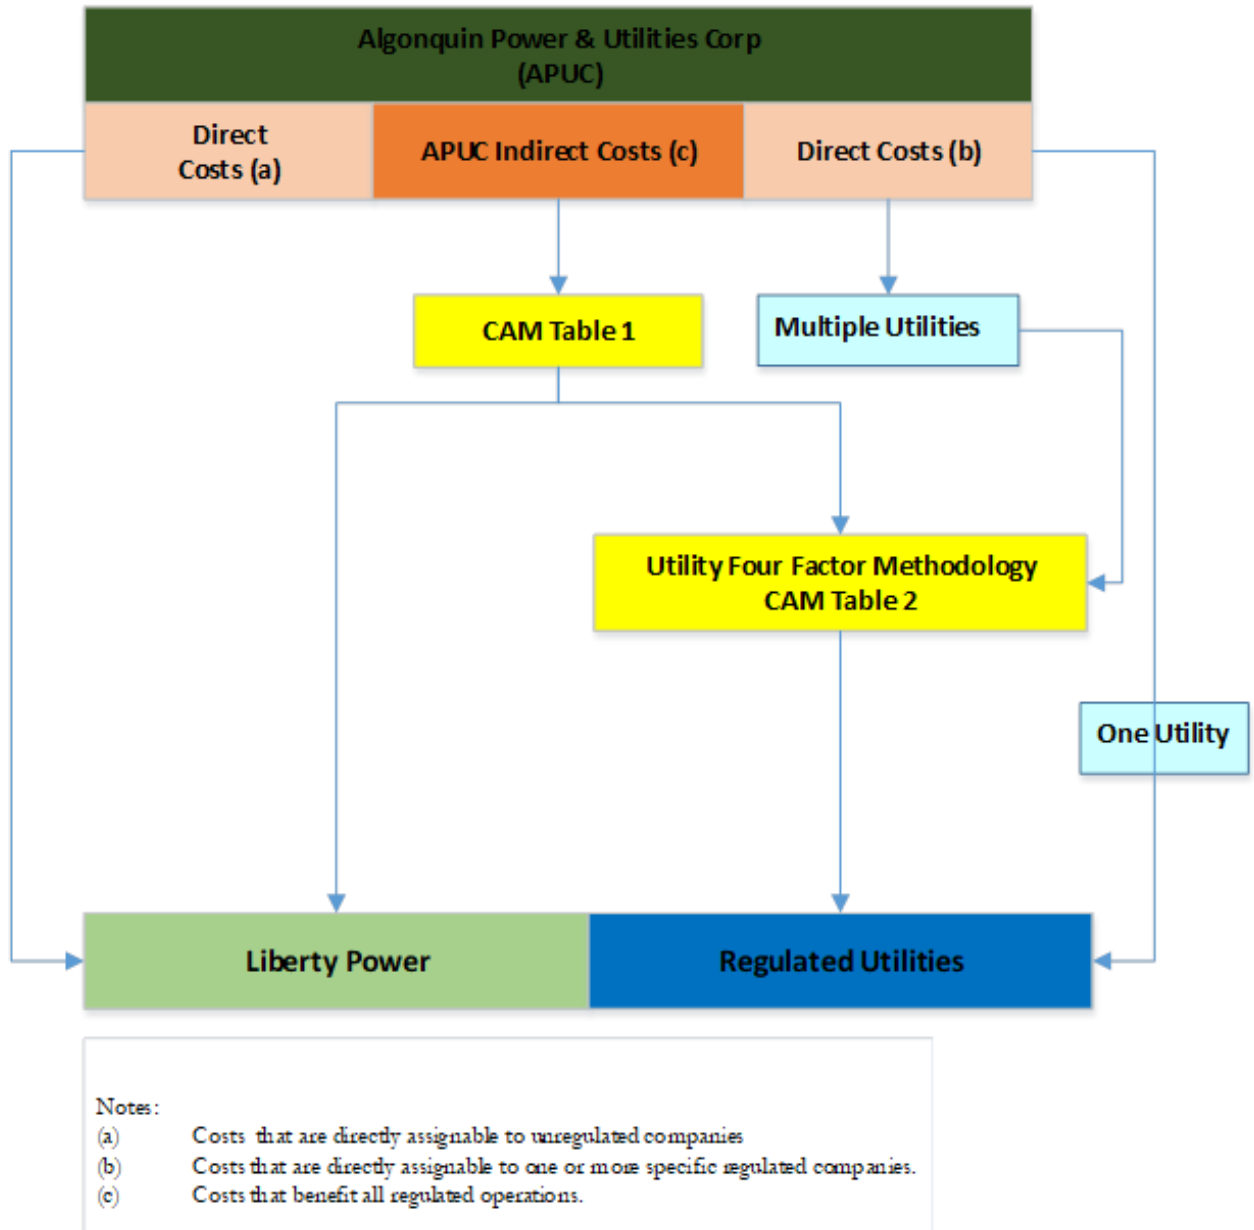 Algonquin Power & Utilities Corp
(APUC)
Direct
Costs (a)
APUC Indirect Costs (c)
Direct Costs (b)
CAM Table 1
Multiple Utilities
Utility Four Factor Methodology
CAM Table 2
One Utility
Liberty Power
Regulated Utilities
Notes:
(a) Costs that are directly assignable to unregulated companies
(b) Costs that are directly assignable to one or more specific regulated companies.
(c) Costs that benefit all regulated operations.